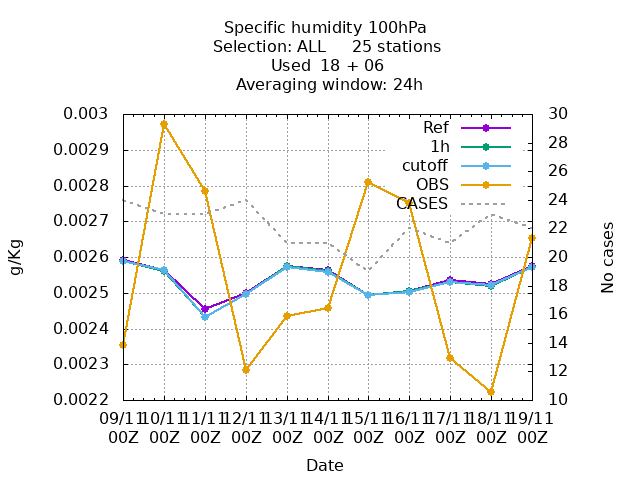 Specific humidity 100hPa
Selection: ALL     25 stations
Used  18 + 06
Averaging window: 24h
g/Kg
0.003
0.0029
0.0028
0.0027
0.0026
0.0025
0.0024
0.0023
0.0022
Ref
1h
cutoff
OBS
CASES
30
28
26
24
22
20
18
16
14
12
10
No cases
09/11 10/11 11/11 12/11 13/11 14/11 15/11 16/11 17/11 18/11 19/11
00Z 00Z 00Z 00Z 00Z 00Z 00Z 00Z 00Z 00Z 00Z
Date